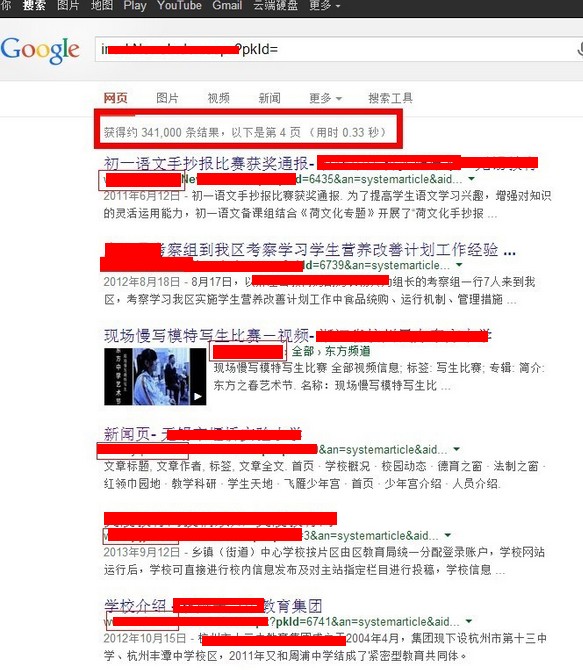 你 搜索 图片 地图 Play YouTube Gmail 云端硬盘 更多
Google
?pkId=
网页 图片 视频 新闻 更多 搜索工具
获得约 341,000 条结果，以下是第 4 页 （用时 0.33 秒）
初一语文手抄报比赛获奖通报-
d=6435&an=systemarticle&aid...
2011年6月12日 - 初一语文手抄报比赛获奖通报. 为了提高学生语文学习兴趣，增强对知识
的灵活运用能力，初一语文备课组结合《荷文化专题》开展了“荷文化手抄报 ...
考察组到我区考察学习学生营养改善计划工作经验 ...
kId=6739&an=systemarticle...
2012年8月18日 - 8月17日，以 组长的考察组一行7人来到我
区，考察学习我区实施学生营养改善计划工作中食品统购、运行机制、管理措施 ...
现场慢写模特写生比赛－视频-
› 全部 › 东方频道
现场慢写模特写生比赛 全部视频信息; 标签: 写生比赛; 专辑: 简介:
东方之春艺术节. 名称：现场慢写模特写生比 ...
新闻页-
&an=systemarticle&aid...
文章标题, 文章作者, 标签, 文章全文. 首页 · 学校概况 · 校园动态 · 德育之窗 · 法制之窗 ·
红领巾园地 · 教学科研 · 学生天地 · 飞雁少年宫 · 首页 · 少年宫介绍 · 人员介绍.
=3&an=systemarticle&aid...
2013年9月12日 - 乡镇（街道）中心学校按片区由区教育局统一分配登录账户，学校网站
运行后，学校可直接进行校内信息发布及对主站指定栏目进行投稿，学校信息 ...
学校介绍- 教育集团
?pkId=6741&an=systemarticle&aid...
2012年10月15日 - 2004年4月，集团现下设杭州市第十三中
学、杭州丰潭中学校区，2011年又和周浦中学结成了紧密型教育共同体。